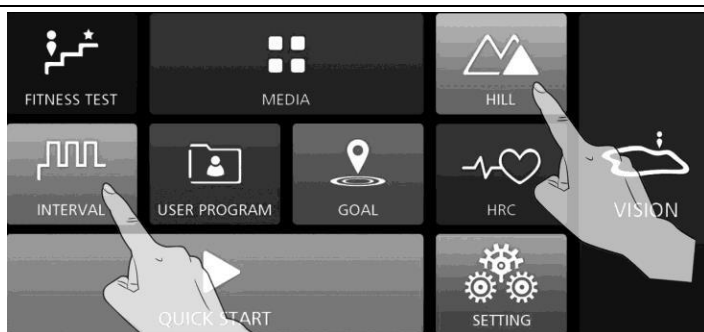 FITNESS TEST
MEDIA
HILL
INTERVAL
USER PROGRAM
GOAL
HRC
VISION
QUICK START
SETTING